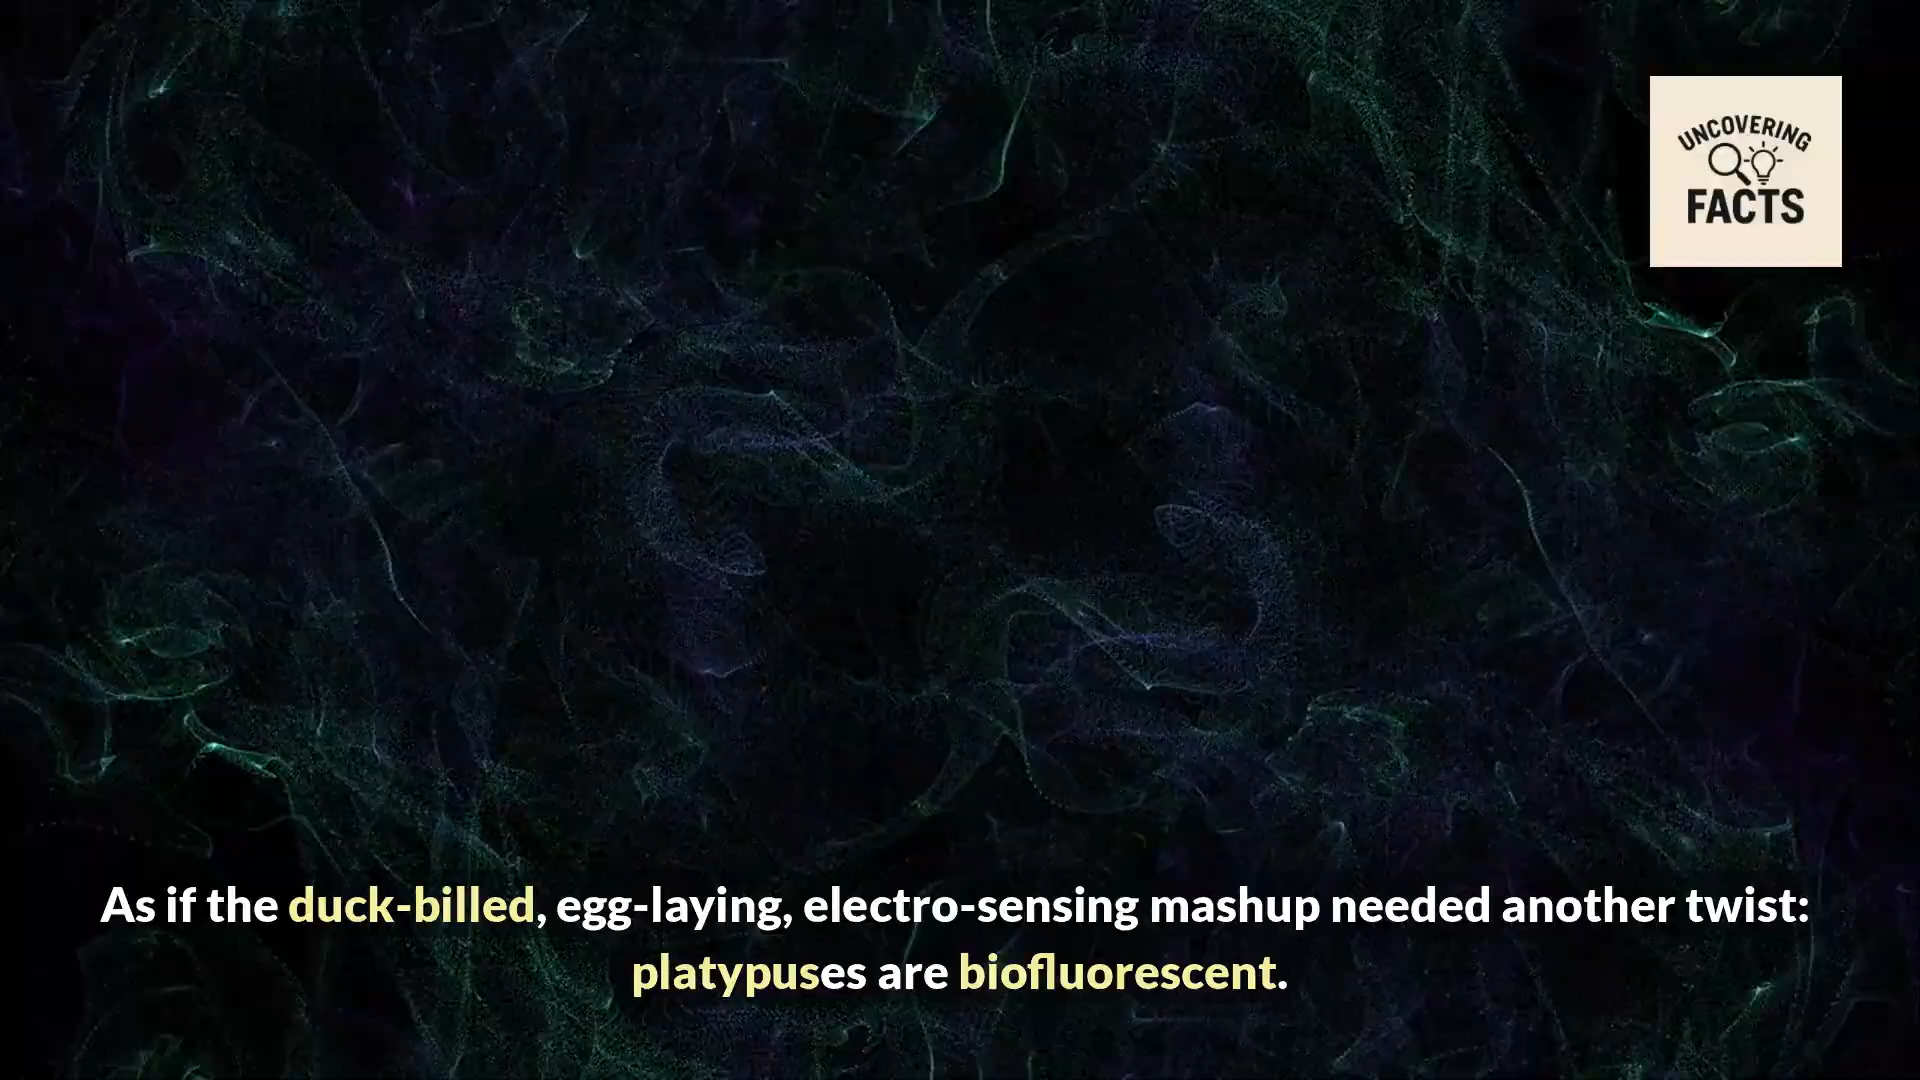 UNCOVERING
FACTS
As if the duck-billed, egg-laying, electro-sensing mashup needed another twist:
platypuses are biofluorescent.